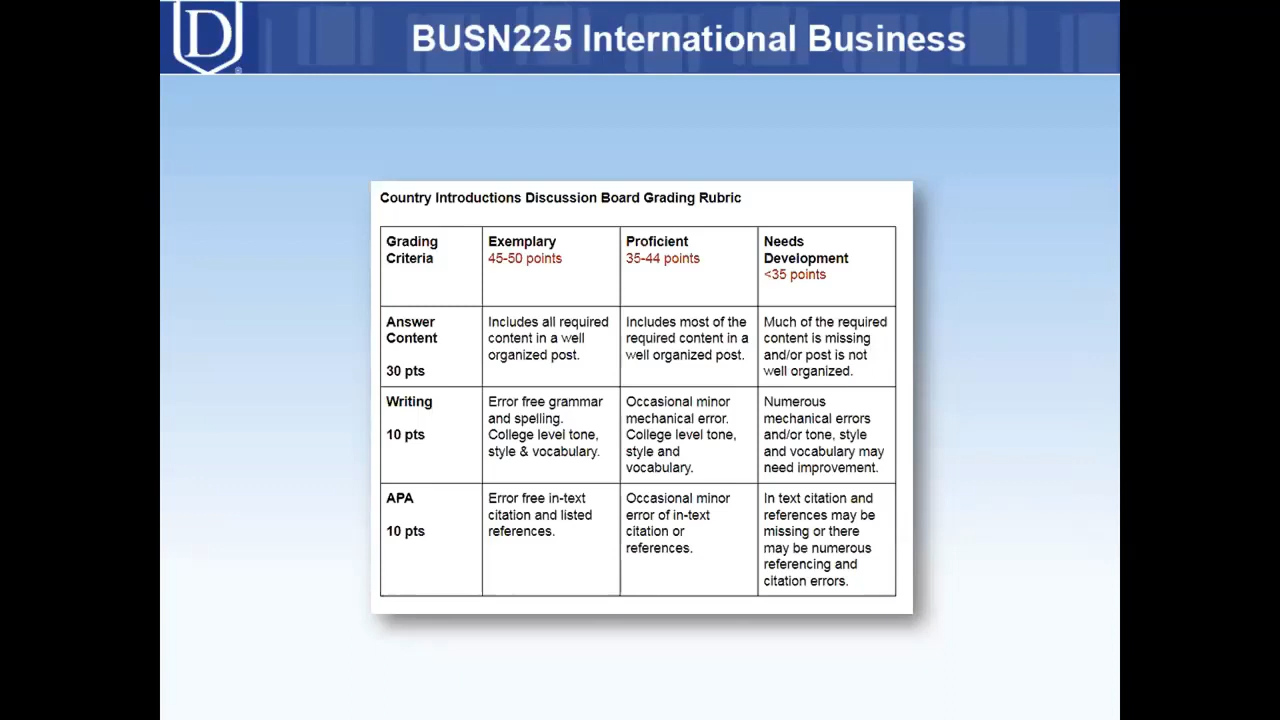 D
BUSN225 International Business
Country Introductions Discussion Board Grading Rubric
Grading
Criteria
Exemplary
45-50 points
Proficient
35-44 points
Needs
Development
<35 points
Answer
Content
30 pts
Includes all required
content in a well
organized post.
Includes most of the
required content in a
well organized post.
Much of the required
content is missing
and/or post is not
well organized.
Writing
10 pts
Error free grammar
and spelling.
College level tone,
style & vocabulary.
Occasional minor
mechanical error.
College level tone,
style and
vocabulary.
Numerous
mechanical errors
and/or tone, style
and vocabulary may
need improvement.
APA
10 pts
Error free in-text
citation and listed
references.
Occasional minor
error of in-text
citation or
references.
In text citation and
references may be
missing or there
may be numerous
referencing and
citation errors.